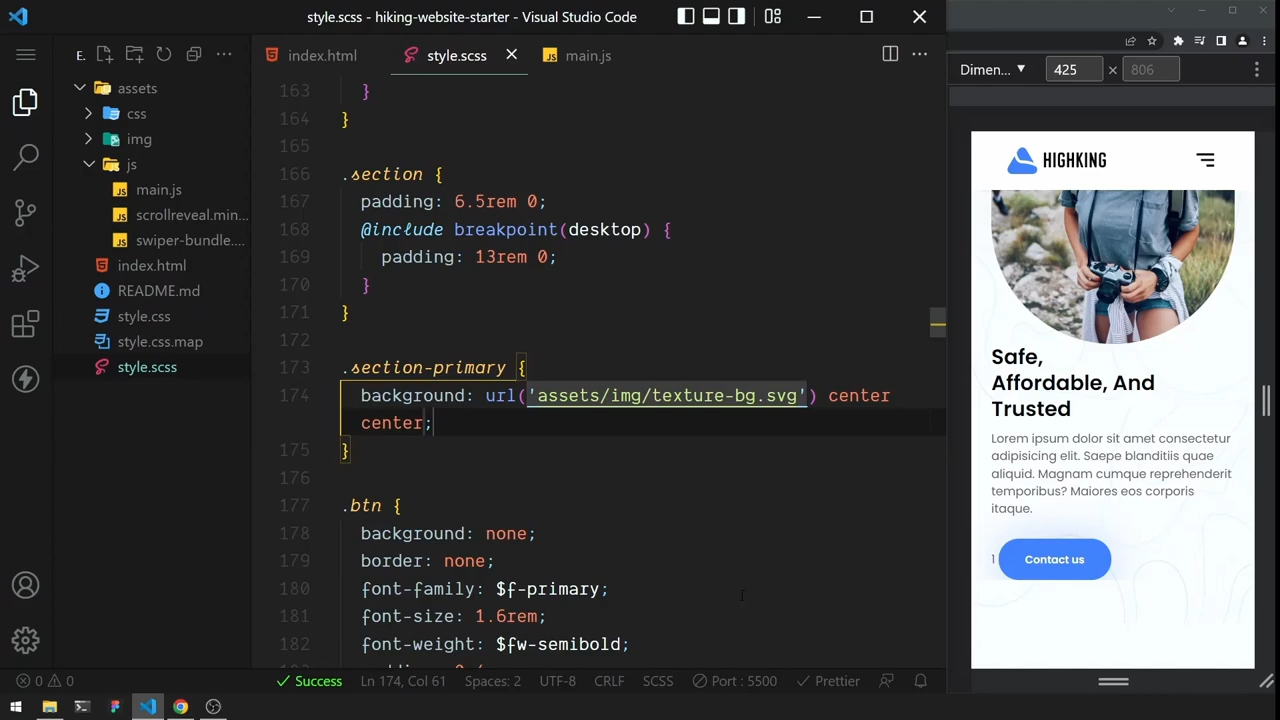 style.scss - hiking-website-starter - Visual Studio Code
E.
index.html
style.scss
main.js
assets
css
img
js
main.js
scrollreveal.min...
swiper-bundle....
index.html
README.md
style.css
style.css.map
style.scss
163 }
164 }
165
166 .section {
167 padding: 6.5rem 0;
168 @include breakpoint(desktop) {
169 padding: 13rem 0;
170 }
171 }
172
173 .section-primary {
174 background: url('assets/img/texture-bg.svg') center
center;
175 }
176
177 .btn {
178 background: none;
179 border: none;
180 font-family: $f-primary;
181 font-size: 1.6rem;
182 font-weight: $fw-semibold;
0 0
Success
Ln 174, Col 61
Spaces: 2
UTF-8
CRLF
SCSS
Port : 5500
Prettier
Dimen...
425 × 806
HIGHKING
Safe,
Affordable, And
Trusted
Lorem ipsum dolor sit amet consectetur
adipisicing elit. Saepe blanditiis quae
aliquid. Magnam cumque reprehenderit
temporibus? Maiores eos corporis
itaque.
1 Contact us